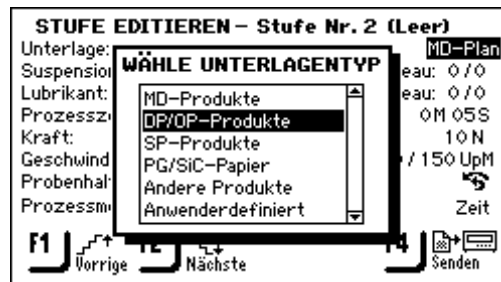 STUFE EDITIEREN – Stufe Nr. 2 (Leer)
Unterlage: MD–Plan
WÄHLE UNTERLAGENTYP
Suspension eau: 0/0
Lubrikant: eau: 0/0
MD–Produkte
Prozessz 0M 05S
DP/OP–Produkte
Kraft: 10N
SP–Produkte
Geschwind / 150 UpM
PG/SiC–Papier
Probenhal
Andere Produkte
Prozessm Zeit
Anwenderdefiniert
F1 Vorrige Nächste F4 Senden